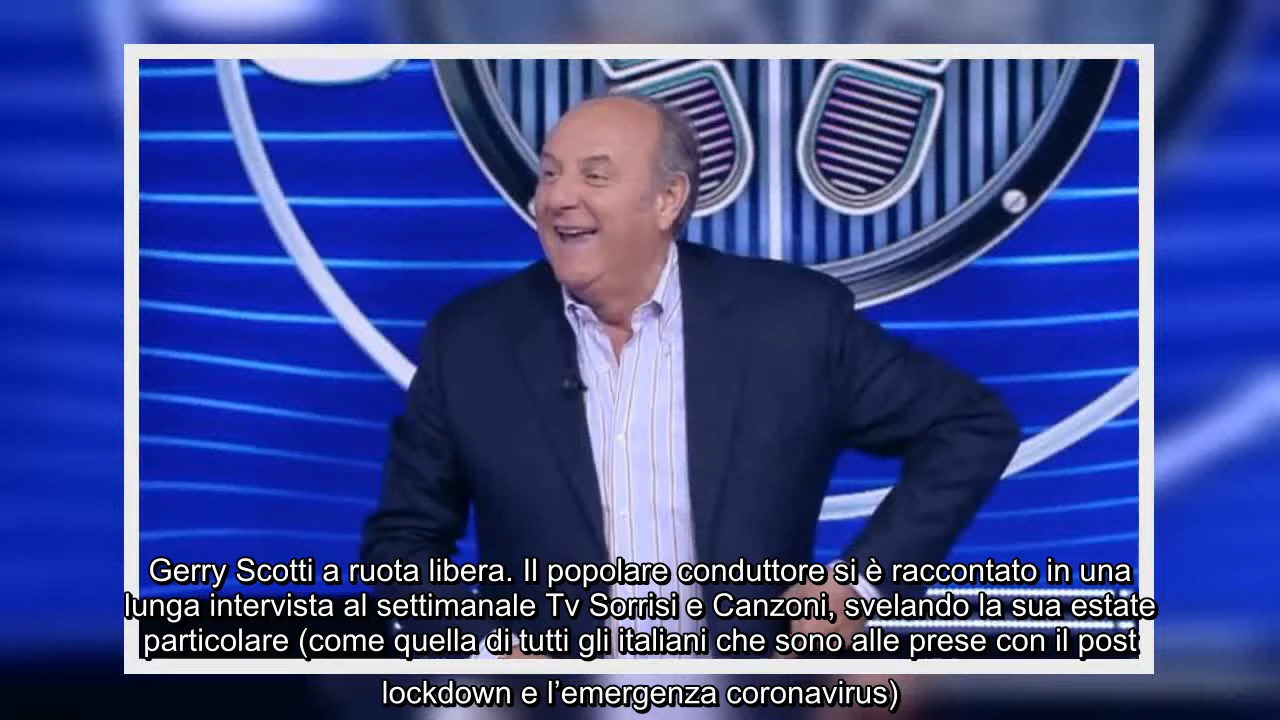 Gerry Scotti a ruota libera. Il popolare conduttore si è raccontato in una
lunga intervista al settimanale Tv Sorrisi e Canzoni, svelando la sua estate
particolare (come quella di tutti gli italiani che sono alle prese con il post
lockdown e l’emergenza coronavirus)